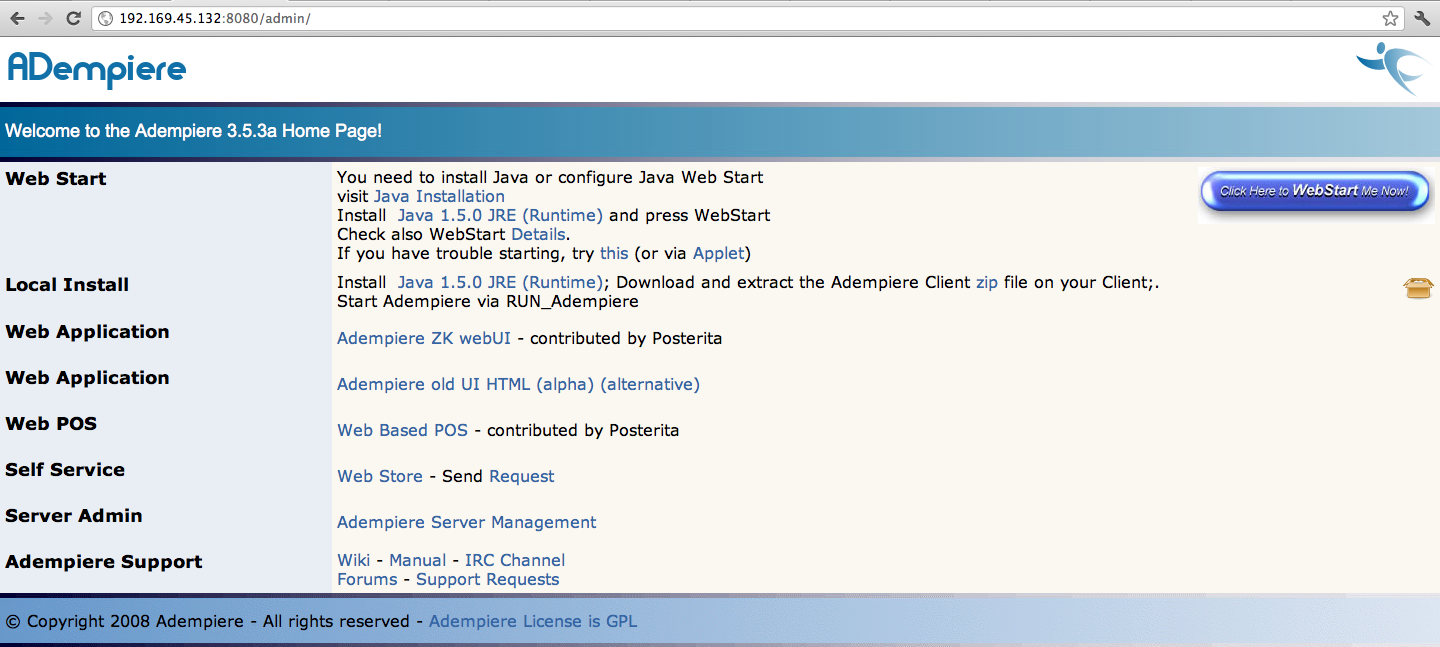 192.169.45.132:8080/admin/
ADempiere
Welcome to the Adempiere 3.5.3a Home Page!
Web Start
You need to install Java or configure Java Web Start
visit Java Installation
Install Java 1.5.0 JRE (Runtime) and press WebStart
Check also WebStart Details.
If you have trouble starting, try this (or via Applet)
Click Here to WebStart Me Now!
Local Install
Install Java 1.5.0 JRE (Runtime); Download and extract the Adempiere Client zip file on your Client;.
Start Adempiere via RUN_Adempiere
Web Application
Adempiere ZK webUI - contributed by Posterita
Web Application
Adempiere old UI HTML (alpha) (alternative)
Web POS
Web Based POS - contributed by Posterita
Self Service
Web Store - Send Request
Server Admin
Adempiere Server Management
Adempiere Support
Wiki - Manual - IRC Channel
Forums - Support Requests
© Copyright 2008 Adempiere - All rights reserved - Adempiere License is GPL